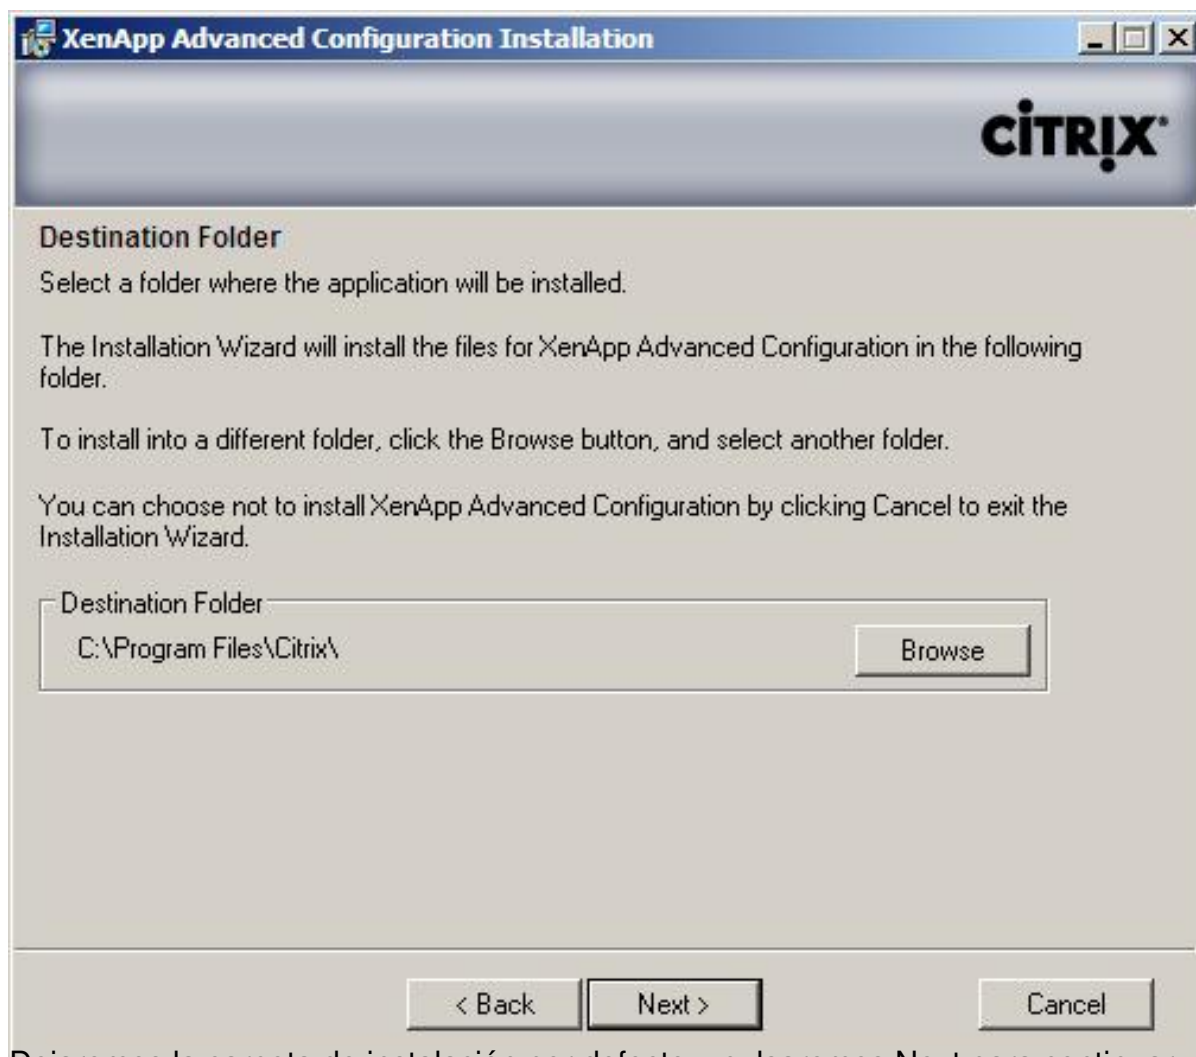 XenApp Advanced Configuration Installation
CITRIX
Destination Folder
Select a folder where the application will be installed.
The Installation Wizard will install the files for XenApp Advanced Configuration in the following
folder.
To install into a different folder, click the Browse button, and select another folder.
You can choose not to install XenApp Advanced Configuration by clicking Cancel to exit the
Installation Wizard.
Destination Folder
C:\Program Files\Citrix\
Browse
< Back
Next >
Cancel